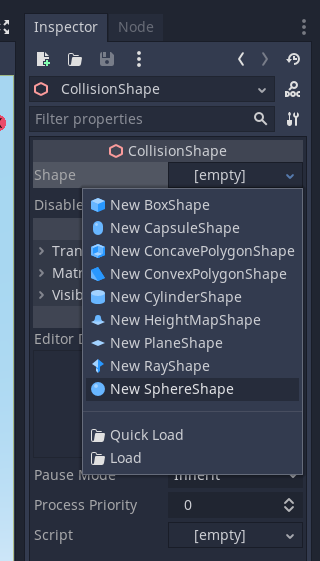 Inspector Node
CollisionShape
DOC
Filter properties
CollisionShape
Shape [empty]
Disable
New BoxShape
New CapsuleShape
New ConcavePolygonShape
New ConvexPolygonShape
New CylinderShape
New HeightMapShape
New PlaneShape
New RayShape
New SphereShape
Quick Load
Load
Tran
Matr
Visib
Editor D
Pause Mode Inherit
Process Priority 0
Script [empty]